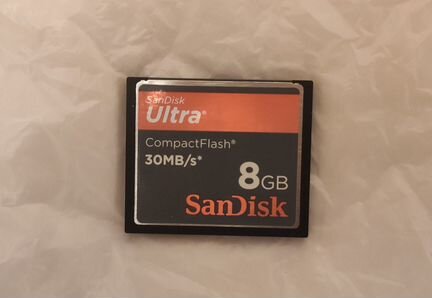 SanDisk
Ultra®
CompactFlash®
30MB/s*
8GB
SanDisk